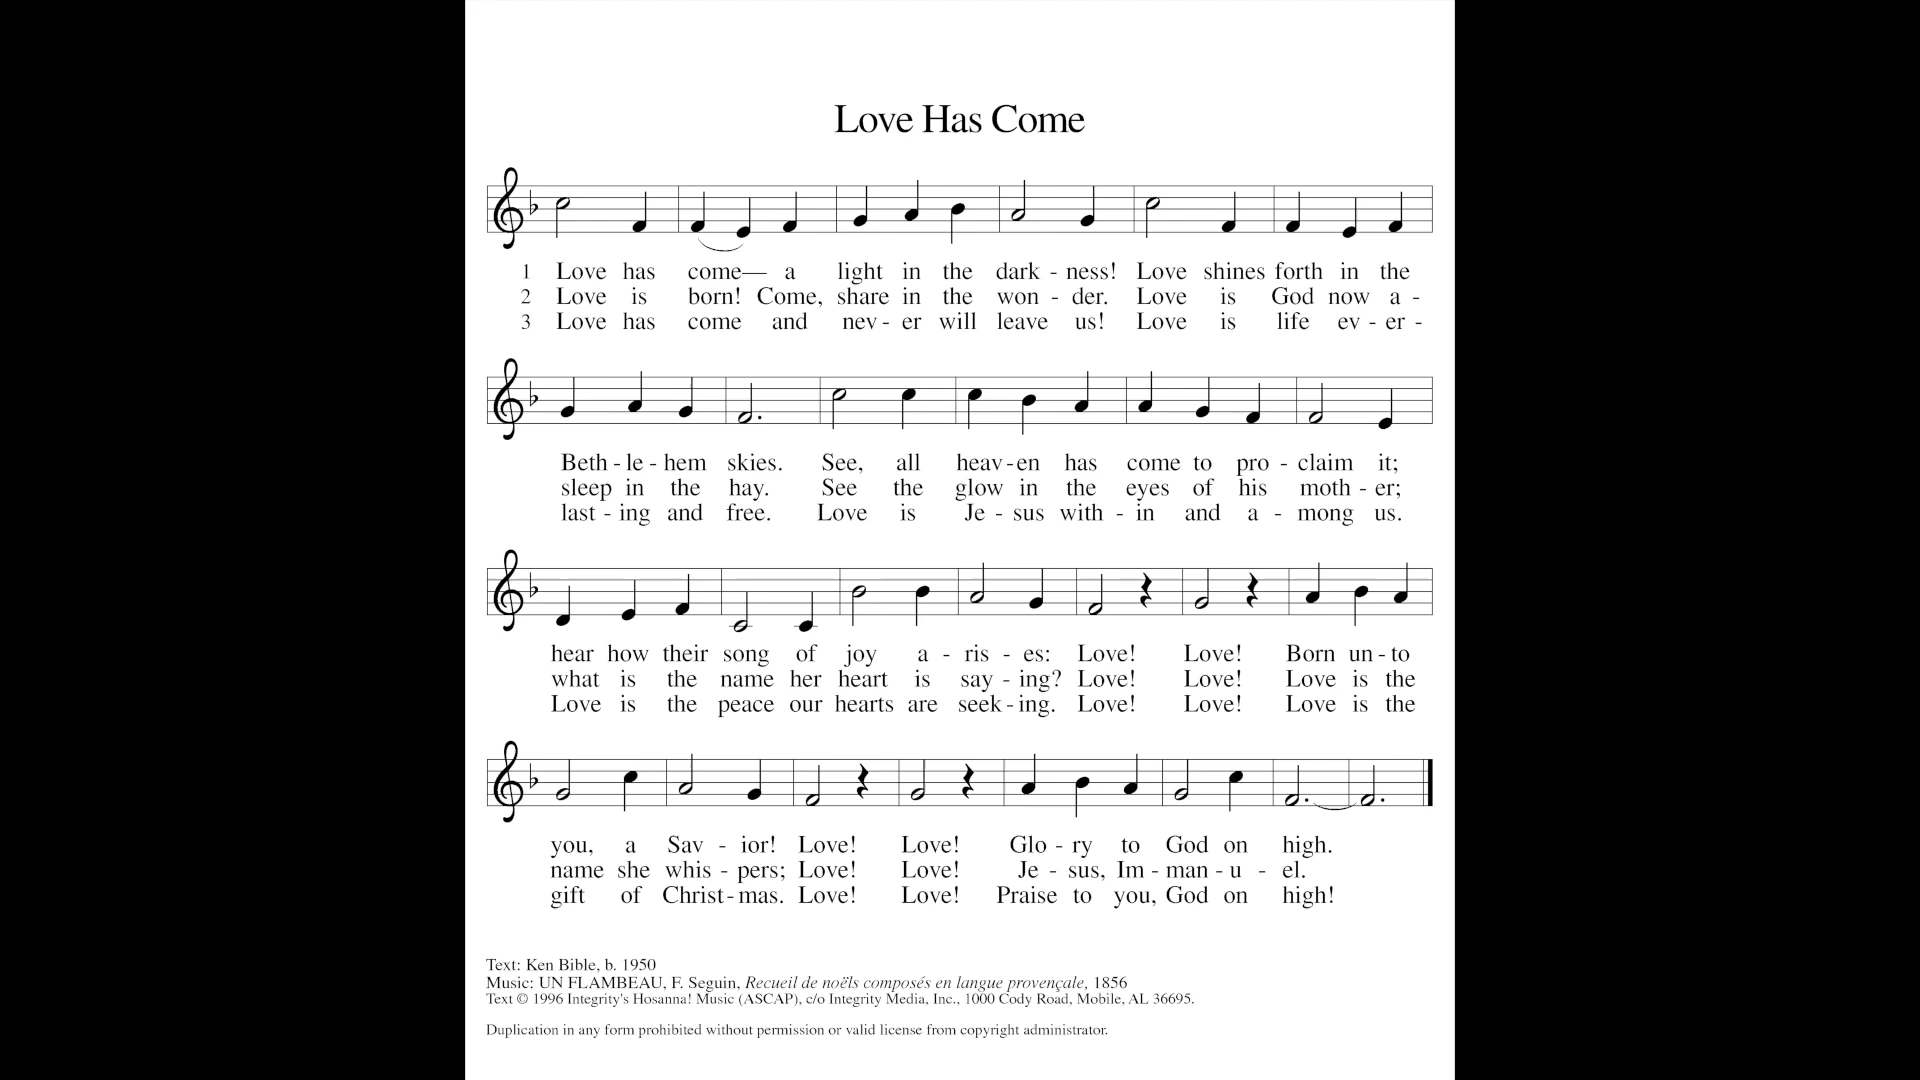 Love Has Come
1 Love has come— a light in the dark - ness! Love shines forth in the
2 Love is born! Come, share in the won - der. Love is God now a -
3 Love has come and nev - er will leave us! Love is life ev - er -
Beth - le - hem skies. See, all heav - en has come to pro - claim it;
sleep in the hay. See the glow in the eyes of his moth - er;
last - ing and free. Love is Je - sus with - in and a - mong us.
hear how their song of joy a - ris - es: Love! Love! Born un - to
what is the name her heart is say - ing? Love! Love! Love is the
Love is the peace our hearts are seek - ing. Love! Love! Love is the
you, a Sav - ior! Love! Love! Glo - ry to God on high.
name she whis - pers; Love! Love! Je - sus, Im - man - u - el.
gift of Christ - mas. Love! Love! Praise to you, God on high!
Text: Ken Bible, b. 1950
Music: UN FLAMBEAU, F. Seguin, Recueil de noëls composés en langue provençale, 1856
Text © 1996 Integrity's Hosanna! Music (ASCAP), c/o Integrity Media, Inc., 1000 Cody Road, Mobile, AL 36695.
Duplication in any form prohibited without permission or valid license from copyright administrator.